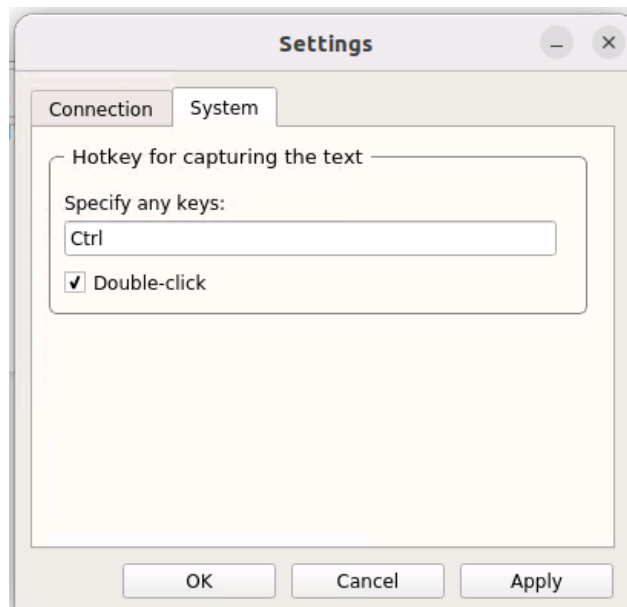 Settings
Connection System
Hotkey for capturing the text
Specify any keys:
Ctrl
Double-click
OK Cancel Apply